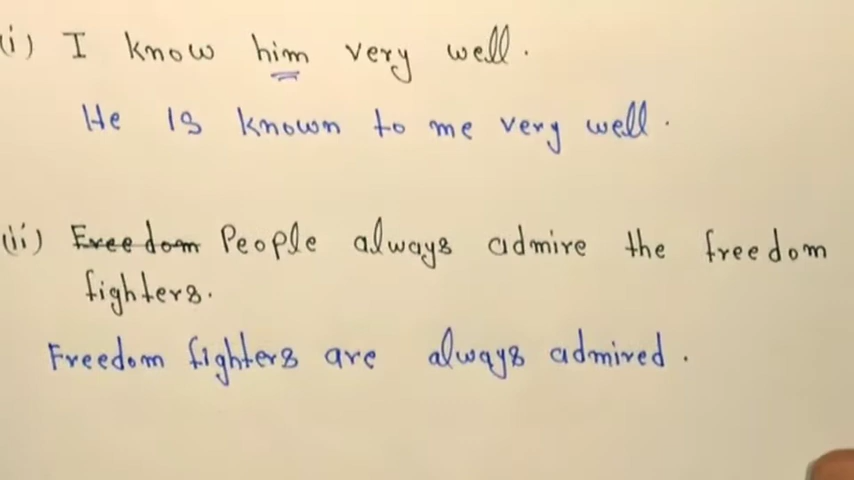 (i) I know him very well.
He is known to me very well.
(ii) Freedom People always admire the freedom
fighters.
Freedom fighters are always admired.